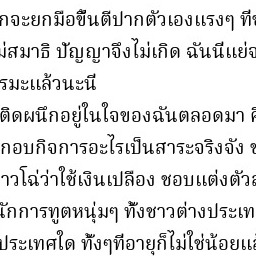 กจะยกมือขึ้นตีปากตัวเองแรงๆ ที่
ม่สมาธิ ปัญญาจึงไม่เกิด ฉันนี่แย่จ
รมะแล้วนะนี่
ติดผนึกอยู่ในใจของฉันตลอดมา ศ
กอบกิจการอะไรเป็นสาระจริงจัง ช
าวโฉ่ว่าใช้เงินเปลือง ชอบแต่งตัวส
นักการทูตหนุ่มๆ ทั้งชาวต่างประเท
ประเทศใด ทั้งๆที่อายุก็ไม่ใช่น้อยแล้